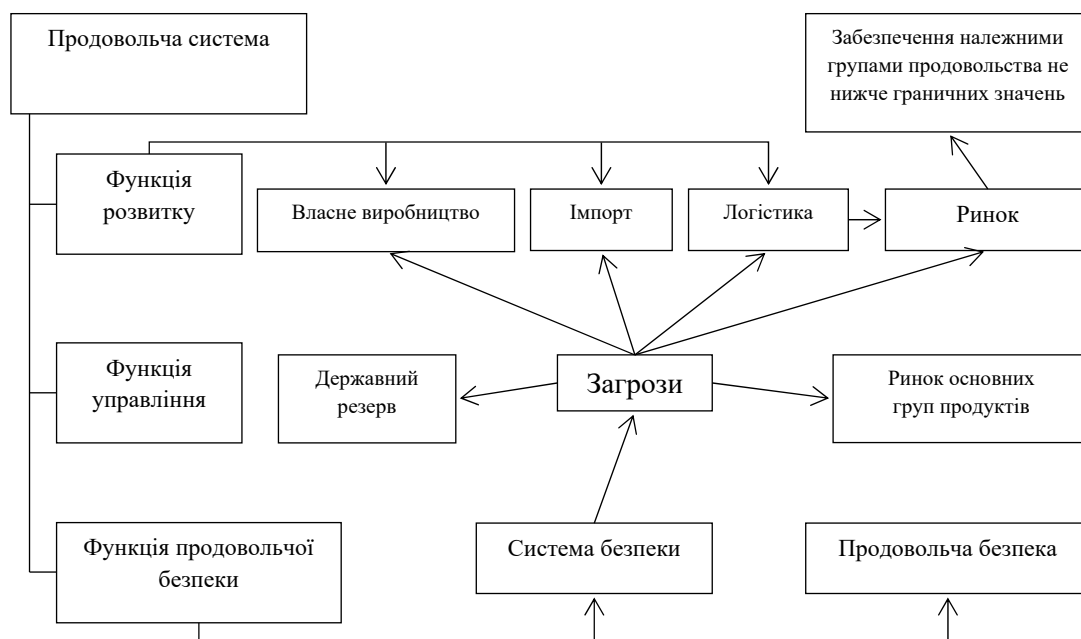 Продовольча система
Забезпечення належними
групами продовольства не
нижче граничних значень
Функція
розвитку
Власне виробництво
Імпорт
Логістика
Ринок
Функція
управління
Державний
резерв
Загрози
Ринок основних
груп продуктів
Функція продовольчої
безпеки
Система безпеки
Продовольча безпека